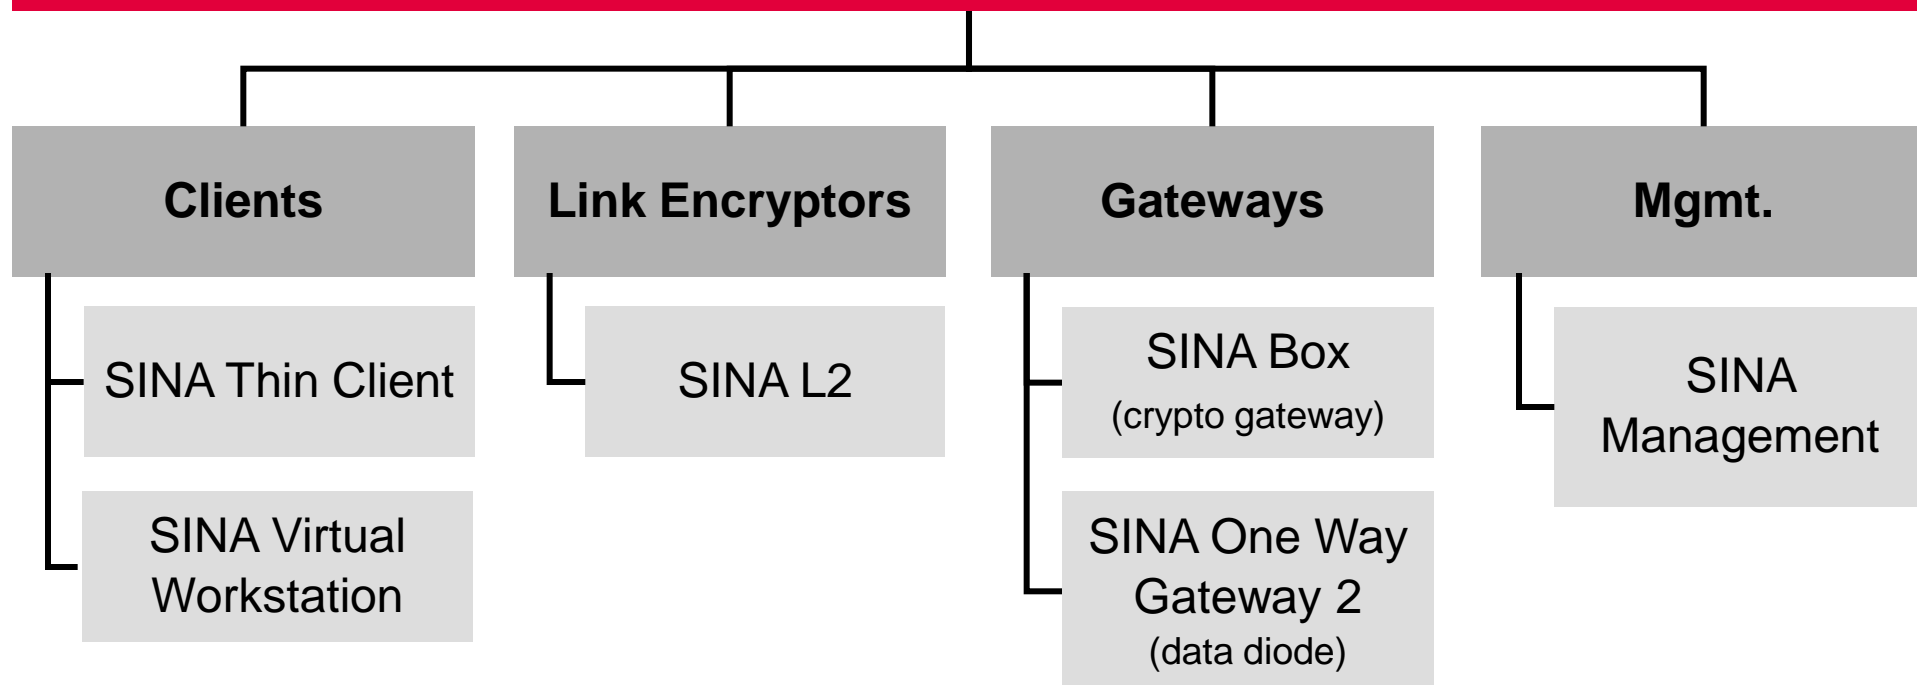 Clients
Link Encryptors
Gateways
Mgmt.
SINA Thin Client
SINA Virtual
Workstation
SINA L2
SINA Box
(crypto gateway)
SINA One Way
Gateway 2
(data diode)
SINA
Management